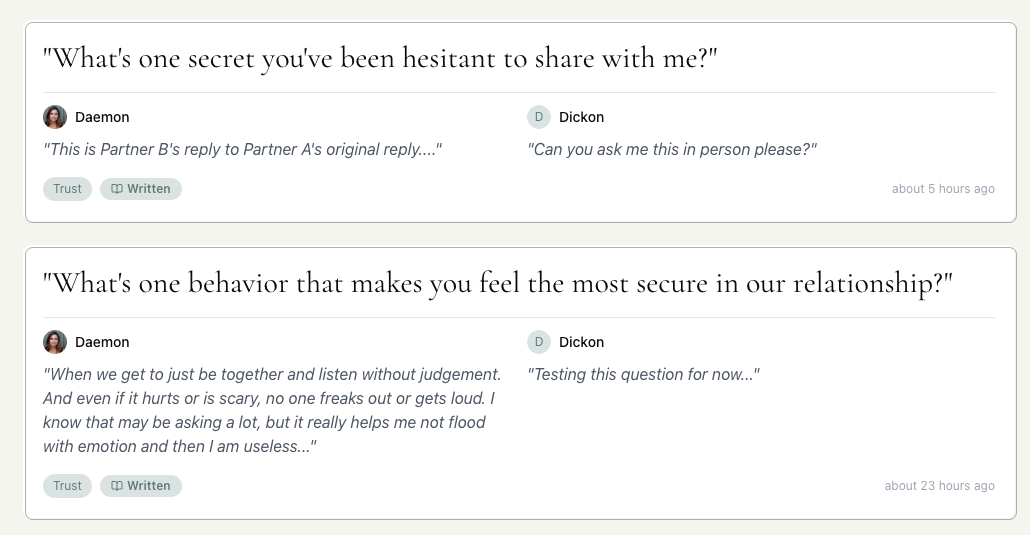 "What's one secret you've been hesitant to share with me?"
Daemon
D Dickon
"This is Partner B's reply to Partner A's original reply...."
"Can you ask me this in person please?"
Trust
Written
about 5 hours ago
"What's one behavior that makes you feel the most secure in our relationship?"
Daemon
D Dickon
"When we get to just be together and listen without judgement.
And even if it hurts or is scary, no one freaks out or gets loud. I
know that may be asking a lot, but it really helps me not flood
with emotion and then I am useless..."
"Testing this question for now..."
Trust
Written
about 23 hours ago